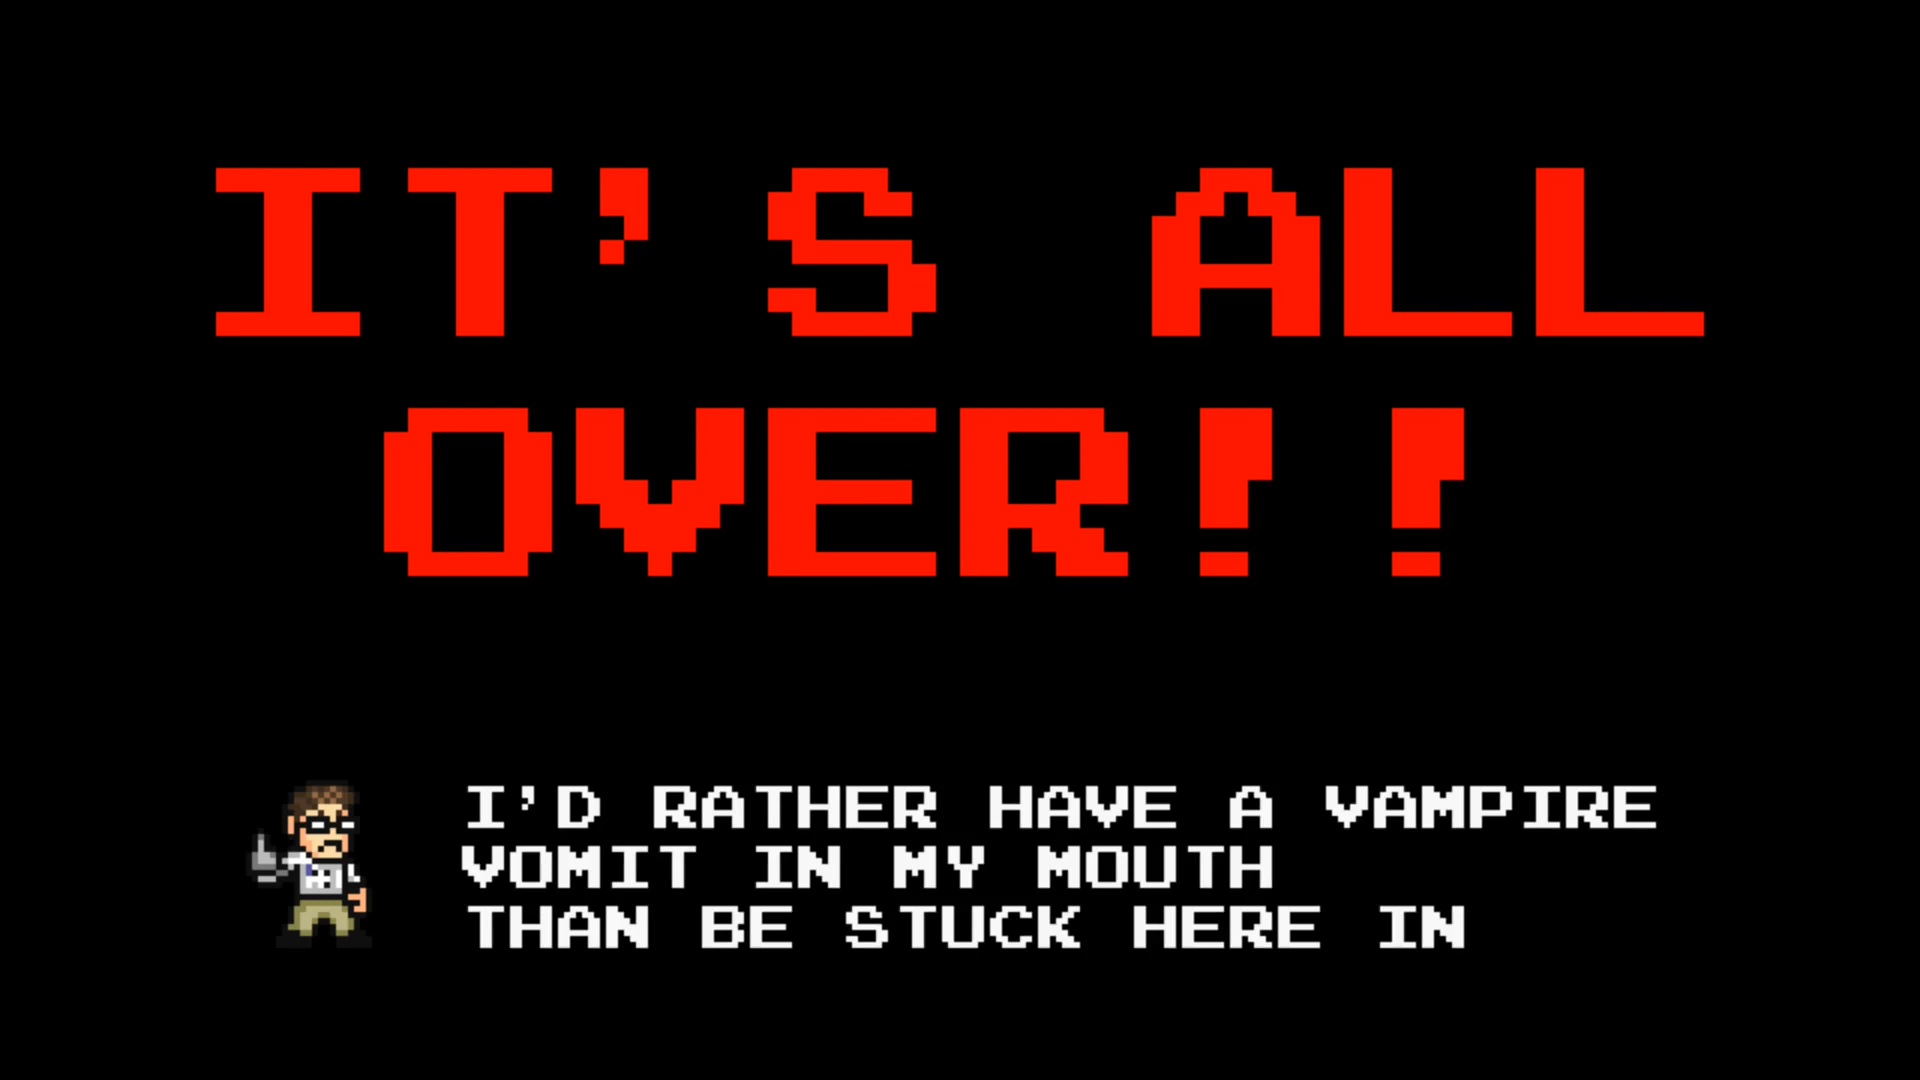 IT'S ALL
OVER!!
I'D RATHER HAVE A VAMPIRE
VOMIT IN MY MOUTH
THAN BE STUCK HERE IN